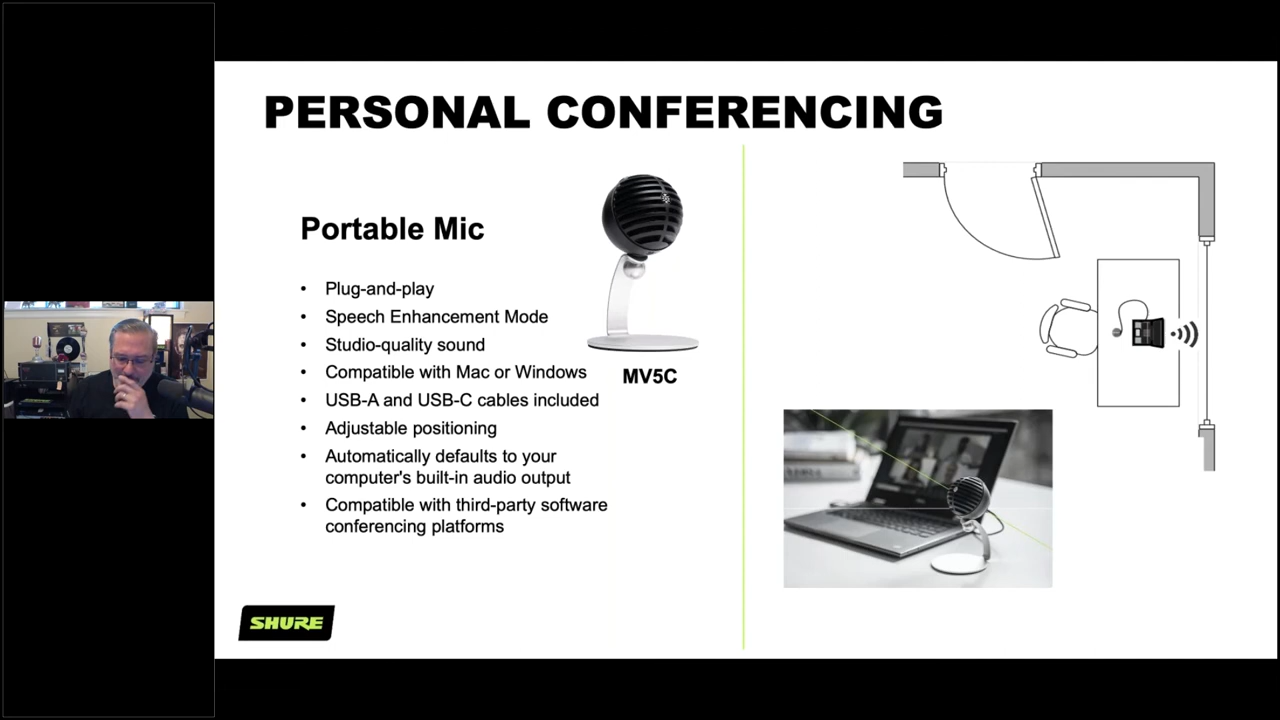 PERSONAL CONFERENCING
Portable Mic
• Plug-and-play
• Speech Enhancement Mode
• Studio-quality sound
• Compatible with Mac or Windows
• USB-A and USB-C cables included
• Adjustable positioning
• Automatically defaults to your
computer's built-in audio output
• Compatible with third-party software
conferencing platforms
MV5C
SHURE